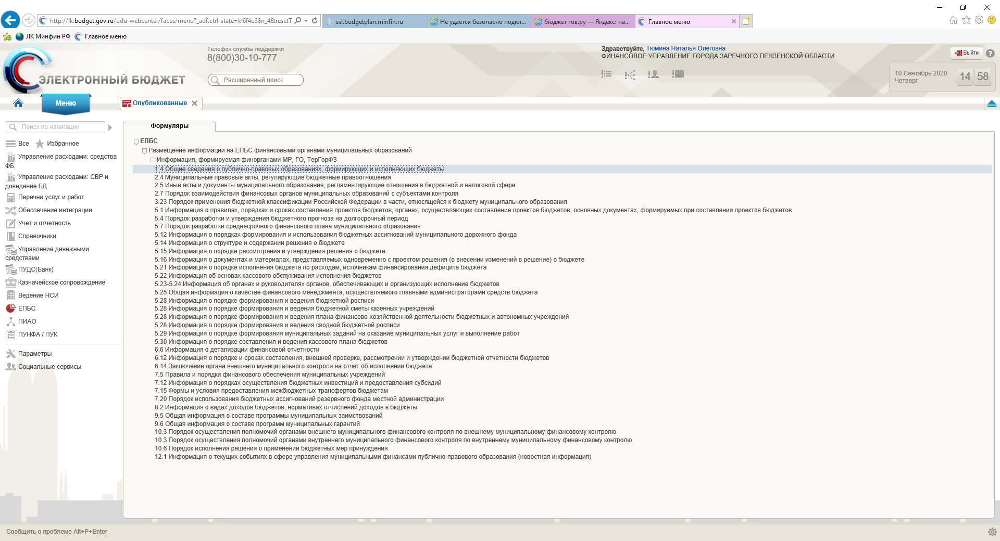 http://lk.budget.gov.ru/udu-webcenter/faces/menu?_adf.ctrl-state=kl6f4u38n_4&resetT
ssl.budgetplan.minfin.ru
Не удается безопасно подкл...
бюджет гов.ру — Яндекс: на...
Главное меню
ЛК Минфин РФ
Главное меню
Телефон службы поддержки
8(800)30-10-777
Здравствуйте, Тюмина Наталья Олеговна
ФИНАНСОВОЕ УПРАВЛЕНИЕ ГОРОДА ЗАРЕЧНОГО ПЕНЗЕНСКОЙ ОБЛАСТИ
Выйти
ЭЛЕКТРОННЫЙ БЮДЖЕТ
Расширенный поиск
10 Сентябрь 2020
Четверг
14 58
Меню
Опубликованные
Поиск по навигации
Все
Избранное
Управление расходами: средства
ФБ
Управление расходами: СВР и
доведение БД
Перечни услуг и работ
Обеспечение интеграции
Учет и отчетность
Справочники
Управление денежными
средствами
ПУДС(Банк)
Казначейское сопровождение
Ведение НСИ
ЕПБС
ПИАО
ПУНФА / ПУК
Параметры
Социальные сервисы
Формуляры
ЕПБС
Размещение информации на ЕПБС финансовыми органами муниципальных образований
Информация, формируемая финорганами МР, ГО, ТерГорФЗ
1.4 Общие сведения о публично-правовых образованиях, формирующих и исполняющих бюджеты
2.4 Муниципальные правовые акты, регулирующие бюджетные правоотношения
2.5 Иные акты и документы муниципального образования, регламентирующие отношения в бюджетной и налоговой сфере
2.7 Порядок взаимодействия финансовых органов муниципальных образований с субъектами контроля
3.23 Порядок применения бюджетной классификации Российской Федерации в части, относящейся к бюджету муниципального образования
5.1 Информация о правилах, порядках и сроках составления проектов бюджетов, органах, осуществляющих составление проектов бюджетов, основных документах, формируемых при составлении проектов бюджетов
5.4 Порядок разработки и утверждения бюджетного прогноза на долгосрочный период
5.7 Порядок разработки среднесрочного финансового плана муниципального образования
5.12 Информация о порядках формирования и использования бюджетных ассигнований муниципального дорожного фонда
5.14 Информация о структуре и содержании решения о бюджете
5.15 Информация о порядке рассмотрения и утверждения решения о бюджете
5.16 Информация о документах и материалах, представляемых одновременно с проектом решения (о внесении изменений в решение) о бюджете
5.21 Информация о порядке исполнения бюджета по расходам, источникам финансирования дефицита бюджета
5.22 Информация об основах кассового обслуживания исполнения бюджетов
5.23-5.24 Информация об органах и руководителях органов, обеспечивающих и организующих исполнение бюджетов
5.25 Общая информация о качестве финансового менеджмента, осуществляемого главными администраторами средств бюджета
5.28 Информация о порядке формирования и ведения бюджетной росписи
5.28 Информация о порядке формирования и ведения бюджетной сметы казенных учреждений
5.28 Информация о порядке формирования и ведения плана финансово-хозяйственной деятельности бюджетных и автономных учреждений
5.28 Информация о порядке формирования и ведения сводной бюджетной росписи
5.29 Информация о порядке формирования муниципальных заданий на оказание муниципальных услуг и выполнение работ
5.30 Информация о порядке составления и ведения кассового плана бюджетов
6.6 Информация о детализации финансовой отчетности
6.12 Информация о порядке и сроках составления, внешней проверке, рассмотрении и утверждении бюджетной отчетности бюджетов
6.14 Заключение органа внешнего муниципального контроля на отчет об исполнении бюджета
7.5 Правила и порядки финансового обеспечения муниципальных учреждений
7.12 Информация о порядках осуществления бюджетных инвестиций и предоставления субсидий
7.15 Формы и условия предоставления межбюджетных трансфертов бюджетам
7.20 Порядок использования бюджетных ассигнований резервного фонда местной администрации
8.2 Информация о видах доходов бюджетов, нормативах отчислений доходов в бюджеты
9.5 Общая информация о составе программы муниципальных заимствований
9.6 Общая информация о составе программ муниципальных гарантий
10.3 Порядок осуществления полномочий органами внешнего муниципального финансового контроля по внешнему муниципальному финансовому контролю
10.3 Порядок осуществления полномочий органами внутреннего муниципального финансового контроля по внутреннему муниципальному финансовому контролю
10.6 Порядок исполнения решения о применении бюджетных мер принуждения
12.1 Информация о текущих событиях в сфере управления муниципальными финансами публично-правового образования (новостная информация)
Сообщить о проблеме Alt+P+Enter